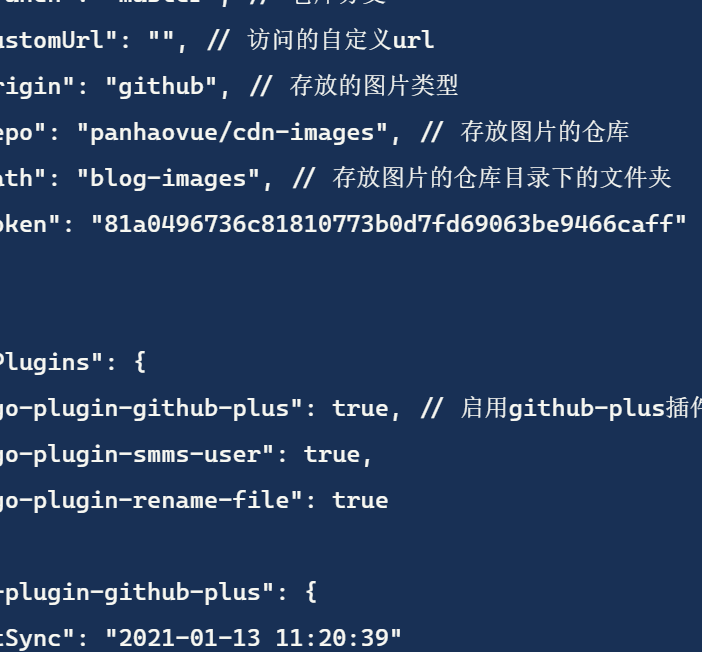 "master", //
ustomUrl": "", // 访问的自定义url
rigin": "github", // 存放的图片类型
epo": "panhaovue/cdn-images", // 存放图片的仓库
ath": "blog-images", // 存放图片的仓库目录下的文件夹
oken": "81a0496736c81810773b0d7fd69063be9466caff"
Plugins": {
go-plugin-github-plus": true, // 启用github-plus插件
go-plugin-smms-user": true,
go-plugin-rename-file": true
-plugin-github-plus": {
tSync": "2021-01-13 11:20:39"